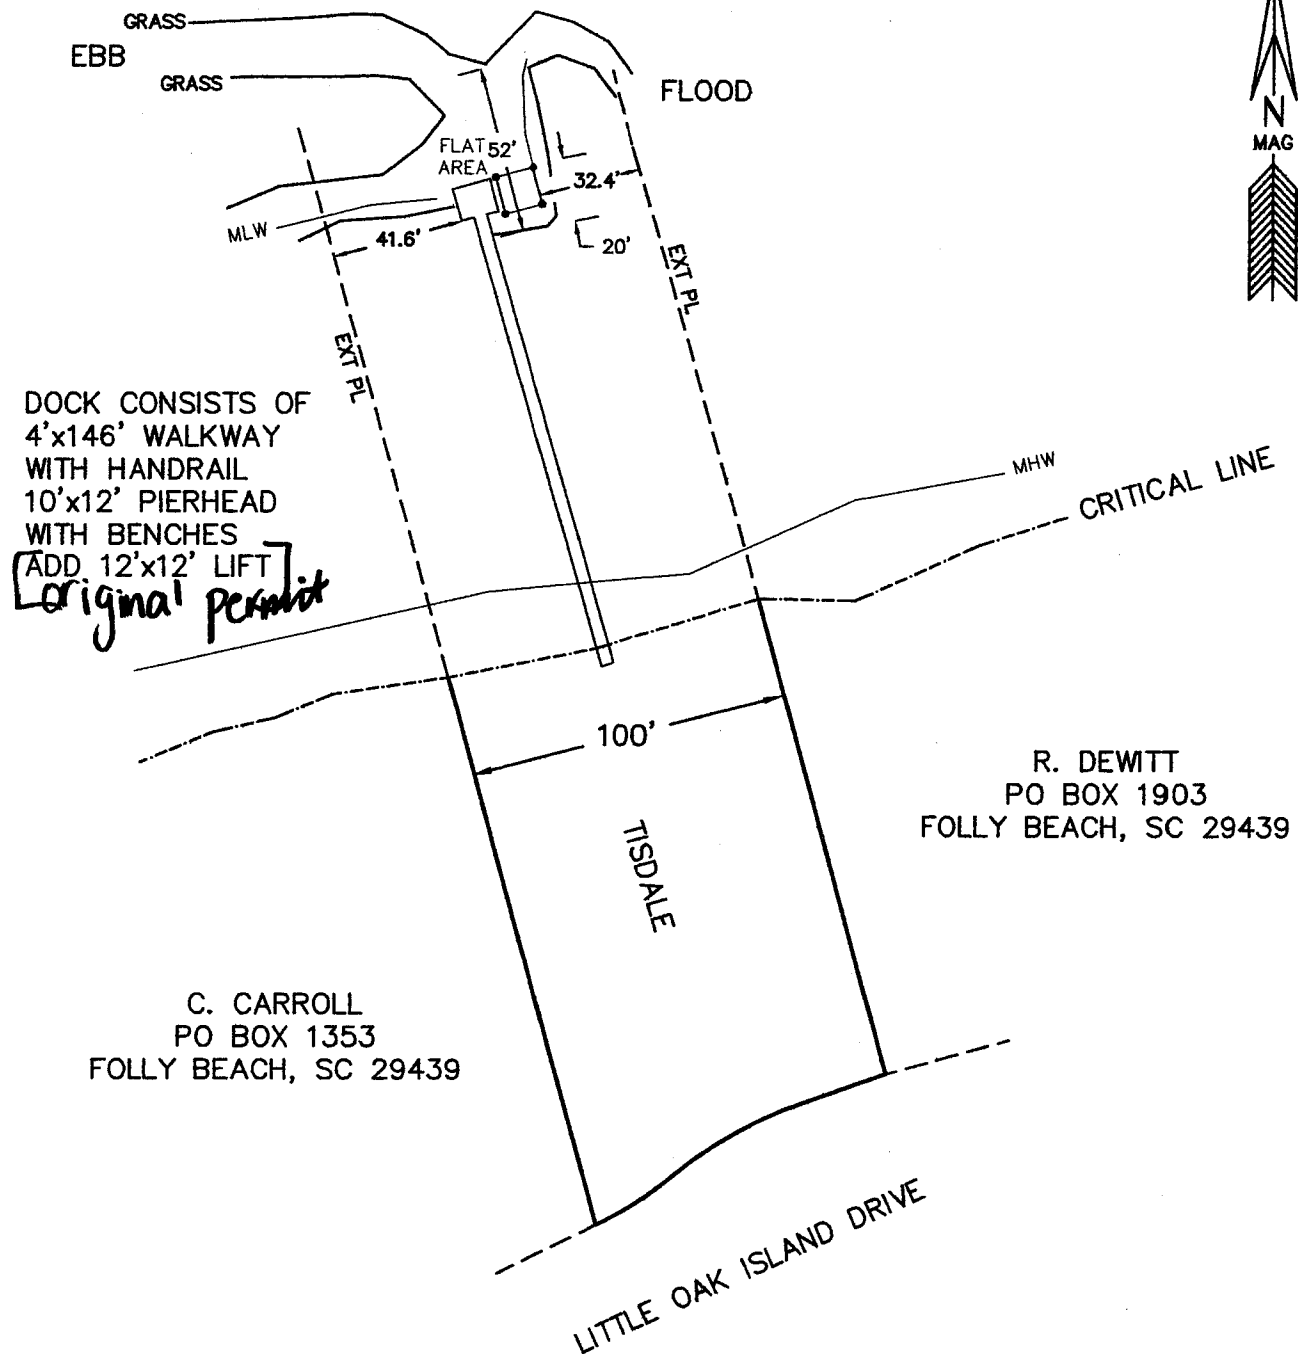 GRASS
EBB
GRASS
FLOOD
N
MAG
FLAT
AREA
52'
32.4'
MLW
41.6'
20'
EXT PL
EXT PL
DOCK CONSISTS OF
4'x146' WALKWAY
WITH HANDRAIL
10'x12' PIERHEAD
WITH BENCHES
[ADD 12'x12' LIFT]
original permit
MHW
CRITICAL LINE
100'
TISDALE
R. DEWITT
PO BOX 1903
FOLLY BEACH, SC 29439
C. CARROLL
PO BOX 1353
FOLLY BEACH, SC 29439
LITTLE OAK ISLAND DRIVE